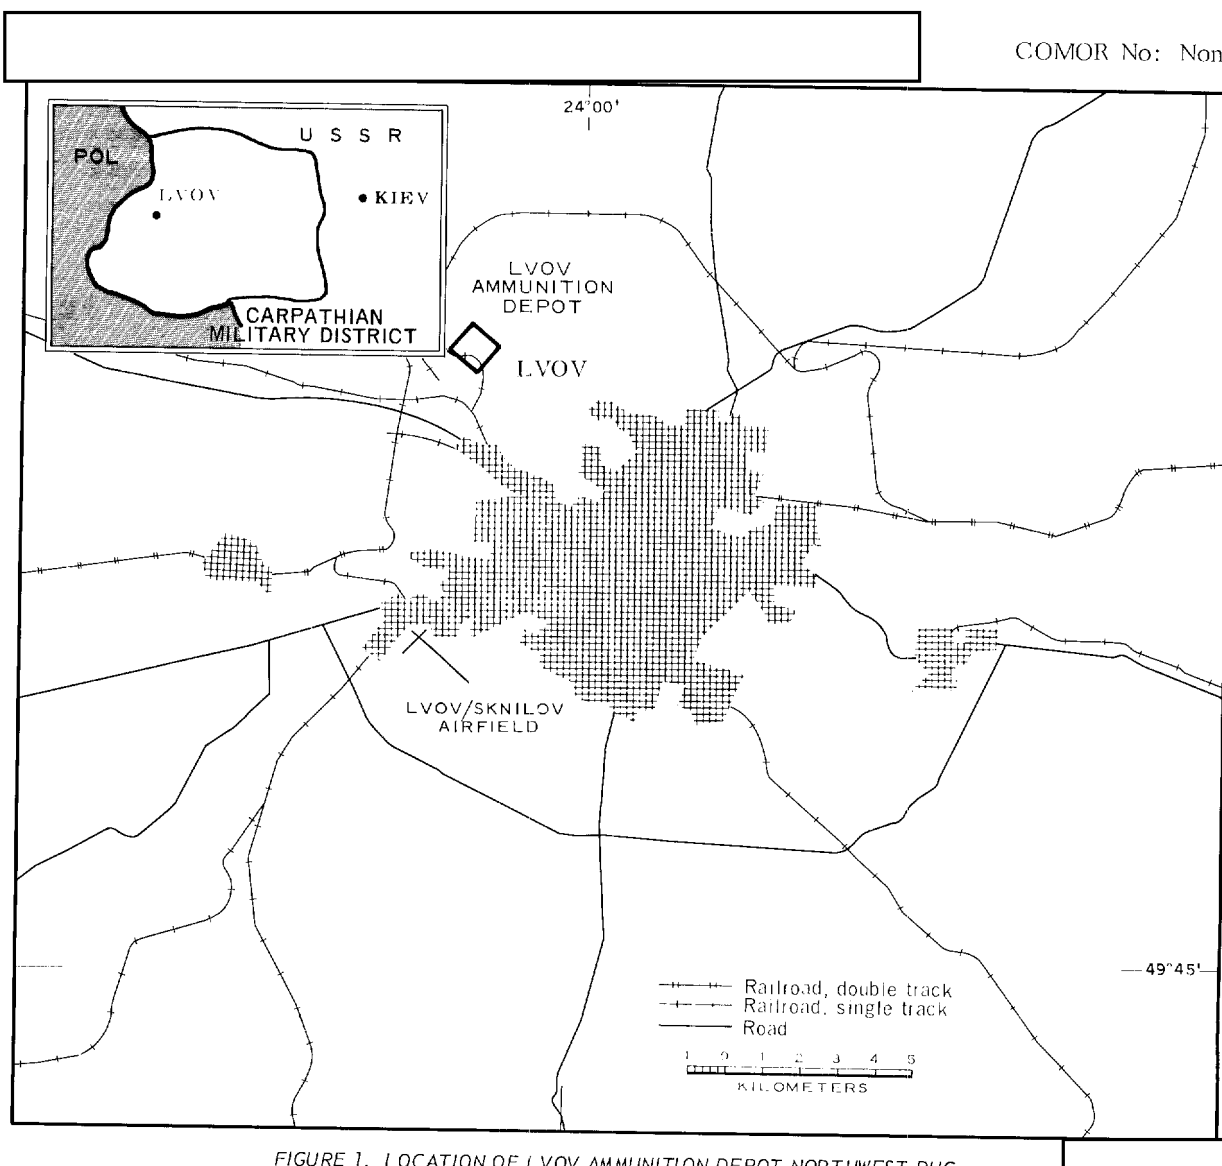 COMOR No: Non
24°00'
U S S R
POL
LVOV
KIEV
CARPATHIAN
MILITARY DISTRICT
LVOV
AMMUNITION
DEPOT
LVOV
LVOV/SKNILOV
AIRFIELD
49°45'
Railroad, double track
Railroad, single track
Road
1 0 1 2 3 4 5
KILOMETERS
FIGURE 1. LOCATION OF LVOV AMMUNITION DEPOT NORTHWEST RUG